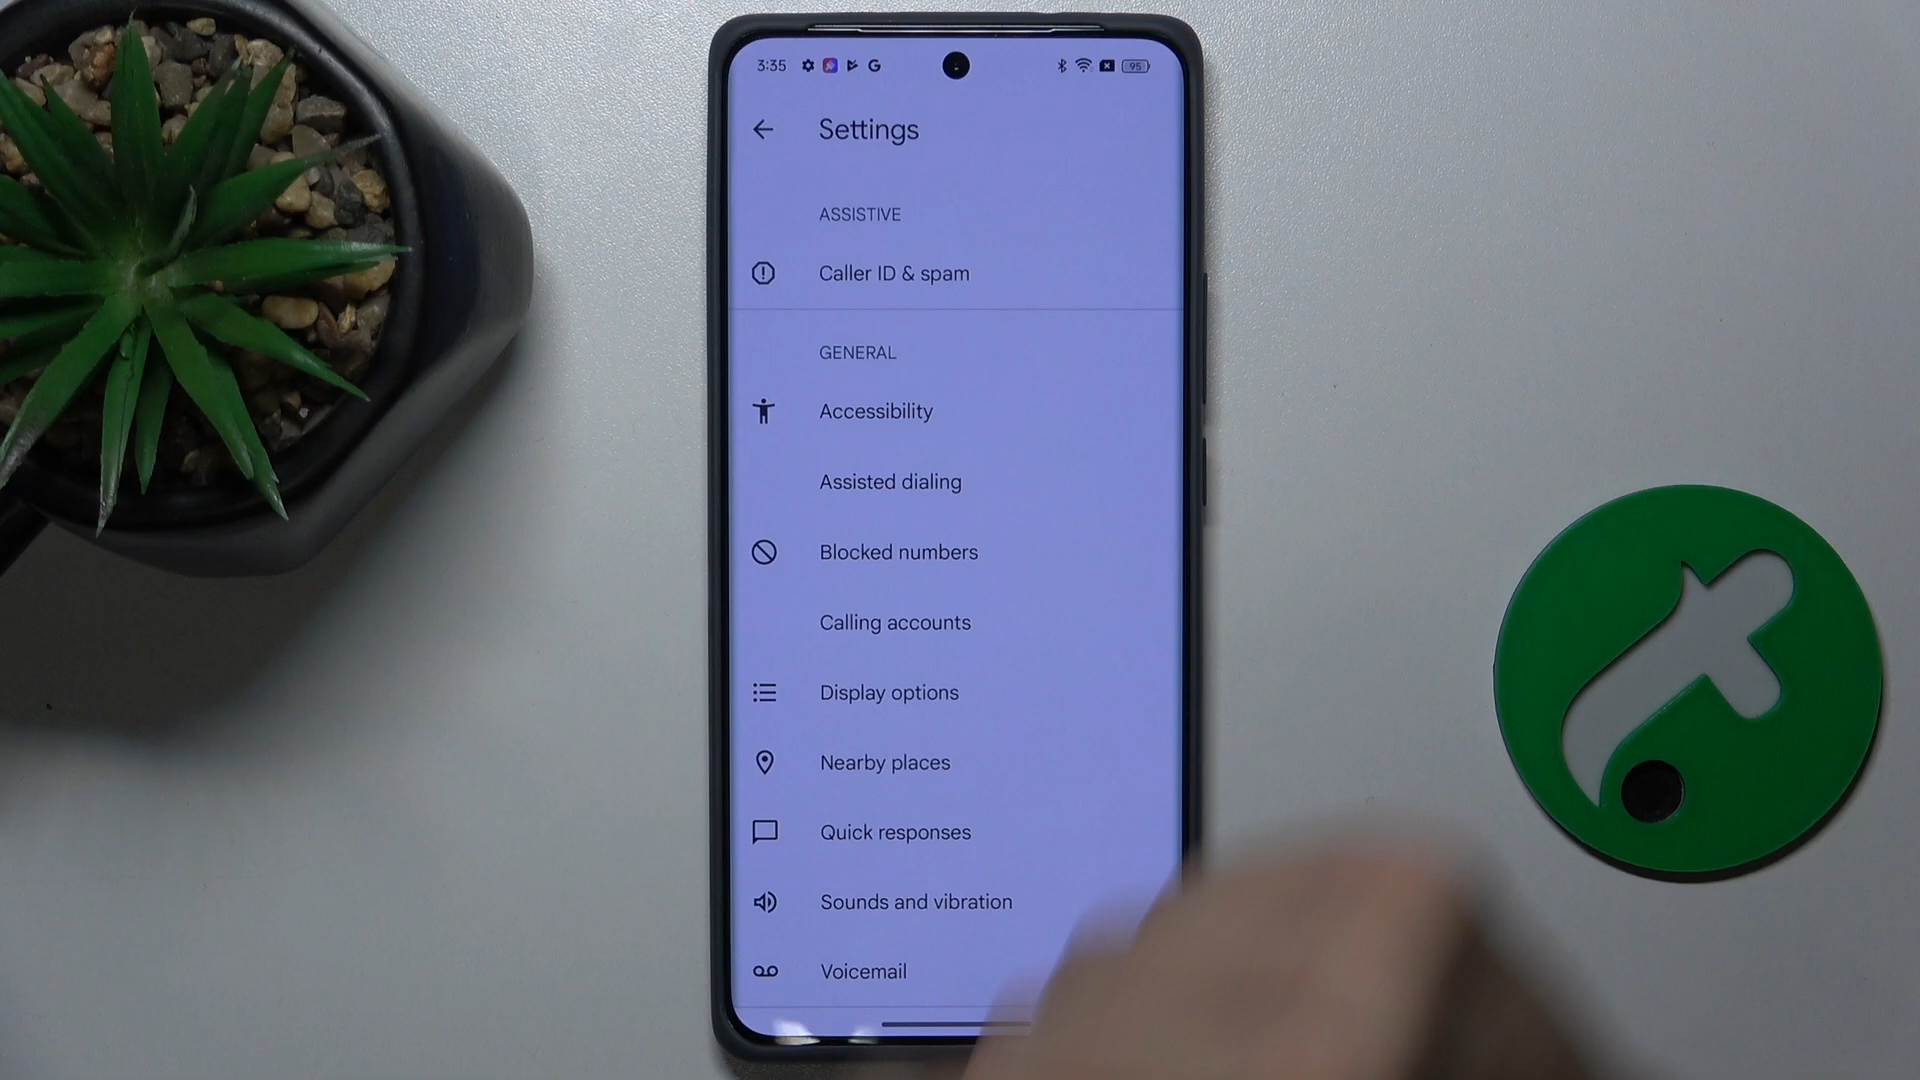 3:35 G 95
Settings
ASSISTIVE
Caller ID & spam
GENERAL
Accessibility
Assisted dialing
Blocked numbers
Calling accounts
Display options
Nearby places
Quick responses
Sounds and vibration
Voicemail